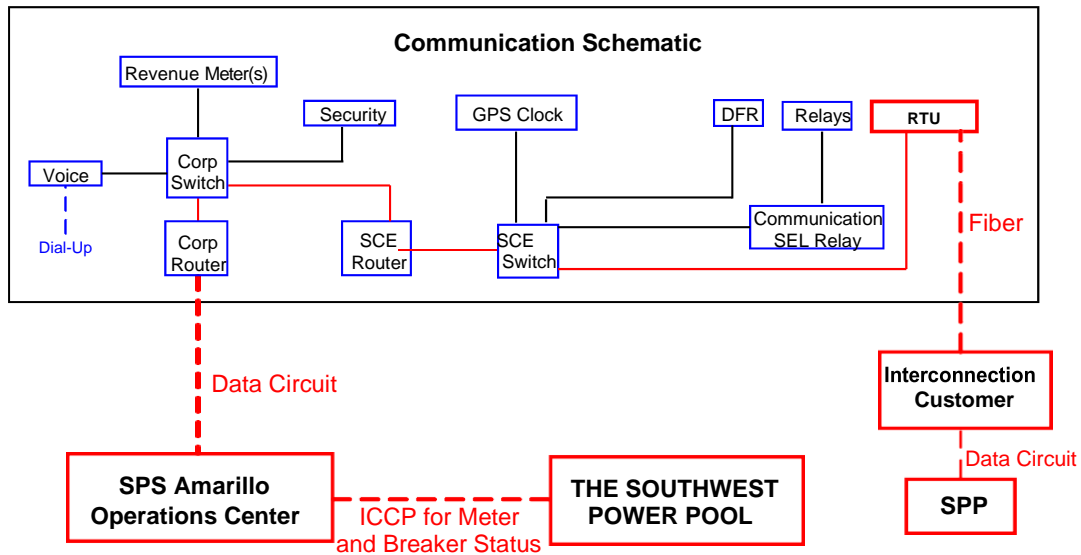 Communication Schematic
Revenue Meter(s)
Security
GPS Clock
DFR
Relays
RTU
Voice
Corp
Switch
Dial-Up
Corp
Router
SCE
Router
SCE
Switch
Communication
SEL Relay
Fiber
Data Circuit
Interconnection
Customer
Data Circuit
SPP
SPS Amarillo
Operations Center
ICCP for Meter
and Breaker Status
THE SOUTHWEST
POWER POOL